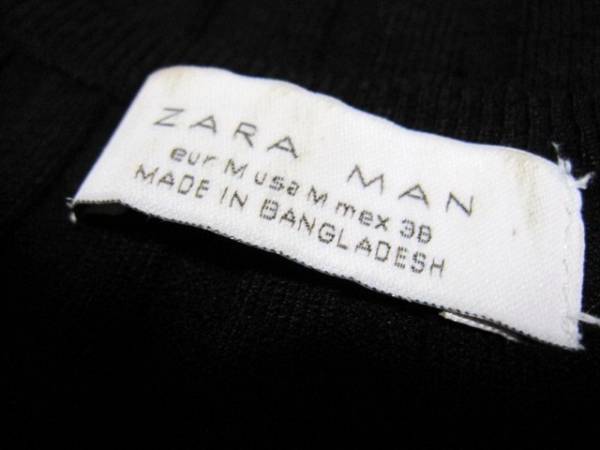 ZARA MAN
eur M usa M mex 38
MADE IN BANGLADESH